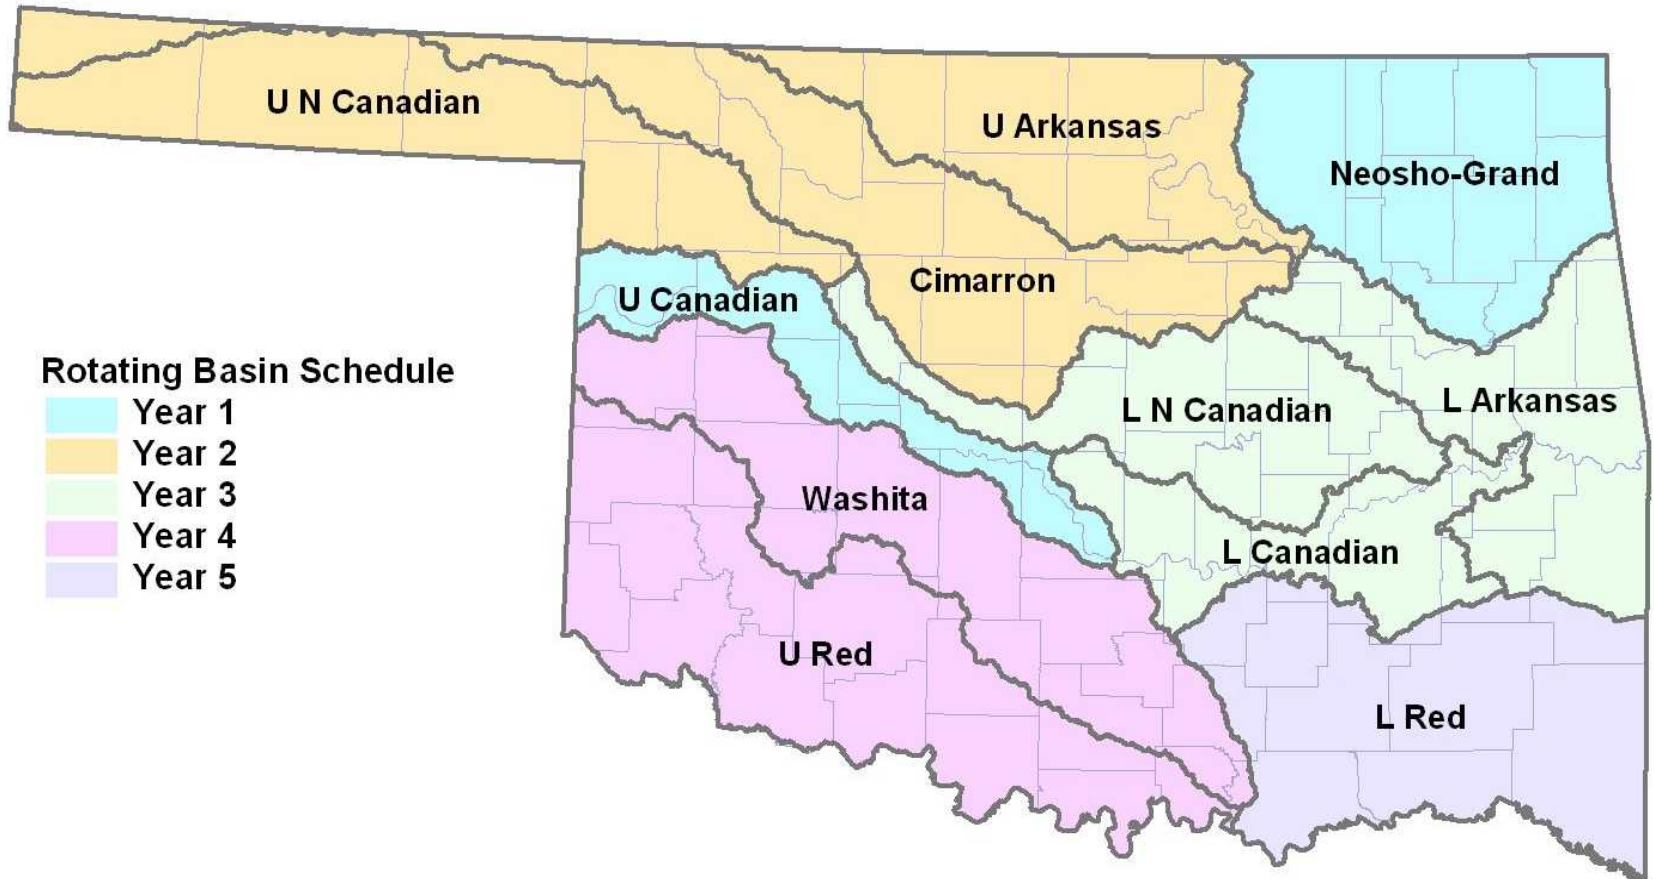 U N Canadian
U Arkansas
Neosho-Grand
Cimarron
U Canadian
Rotating Basin Schedule
Year 1
Year 2
Year 3
Year 4
Year 5
L N Canadian
L Arkansas
Washita
L Canadian
U Red
L Red